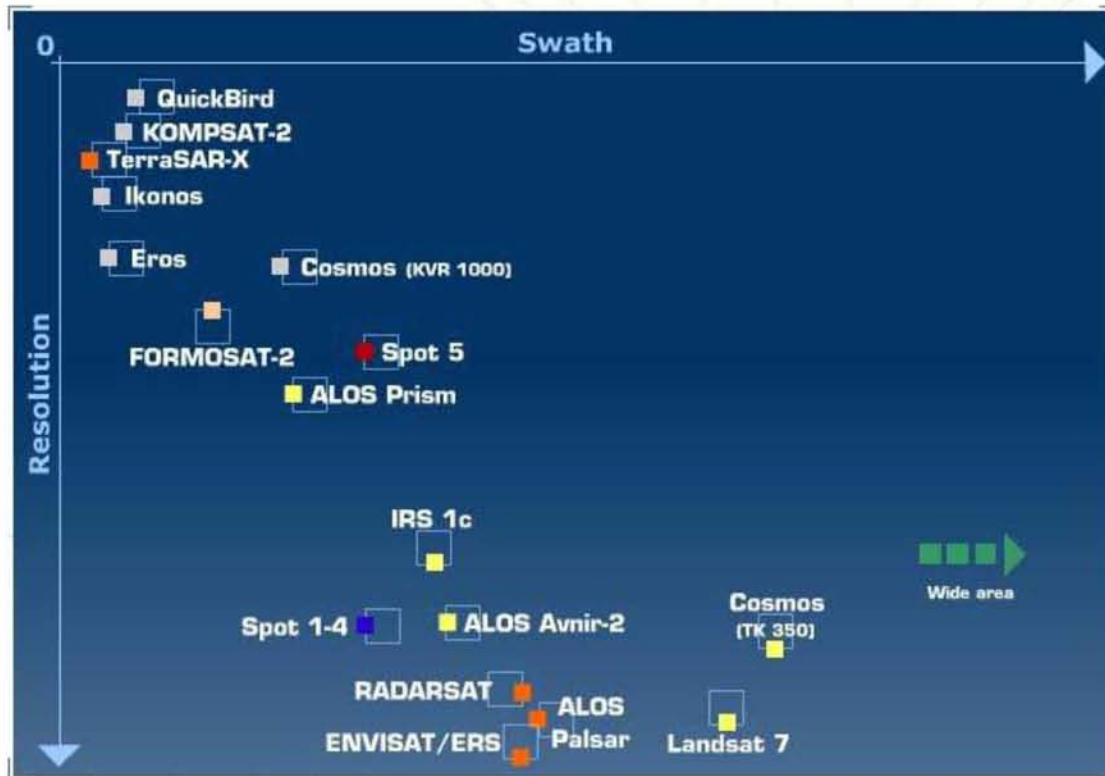 0
Swath
QuickBird
KOMPSAT-2
TerraSAR-X
Ikonos
Eros
Cosmos (KVR 1000)
FORMOSAT-2
Spot 5
ALOS Prism
Resolution
IRS 1c
Wide area
Cosmos
(TK 350)
Spot 1-4
ALOS Avnir-2
RADARSAT
ALOS
Palsar
ENVISAT/ERS
Landsat 7